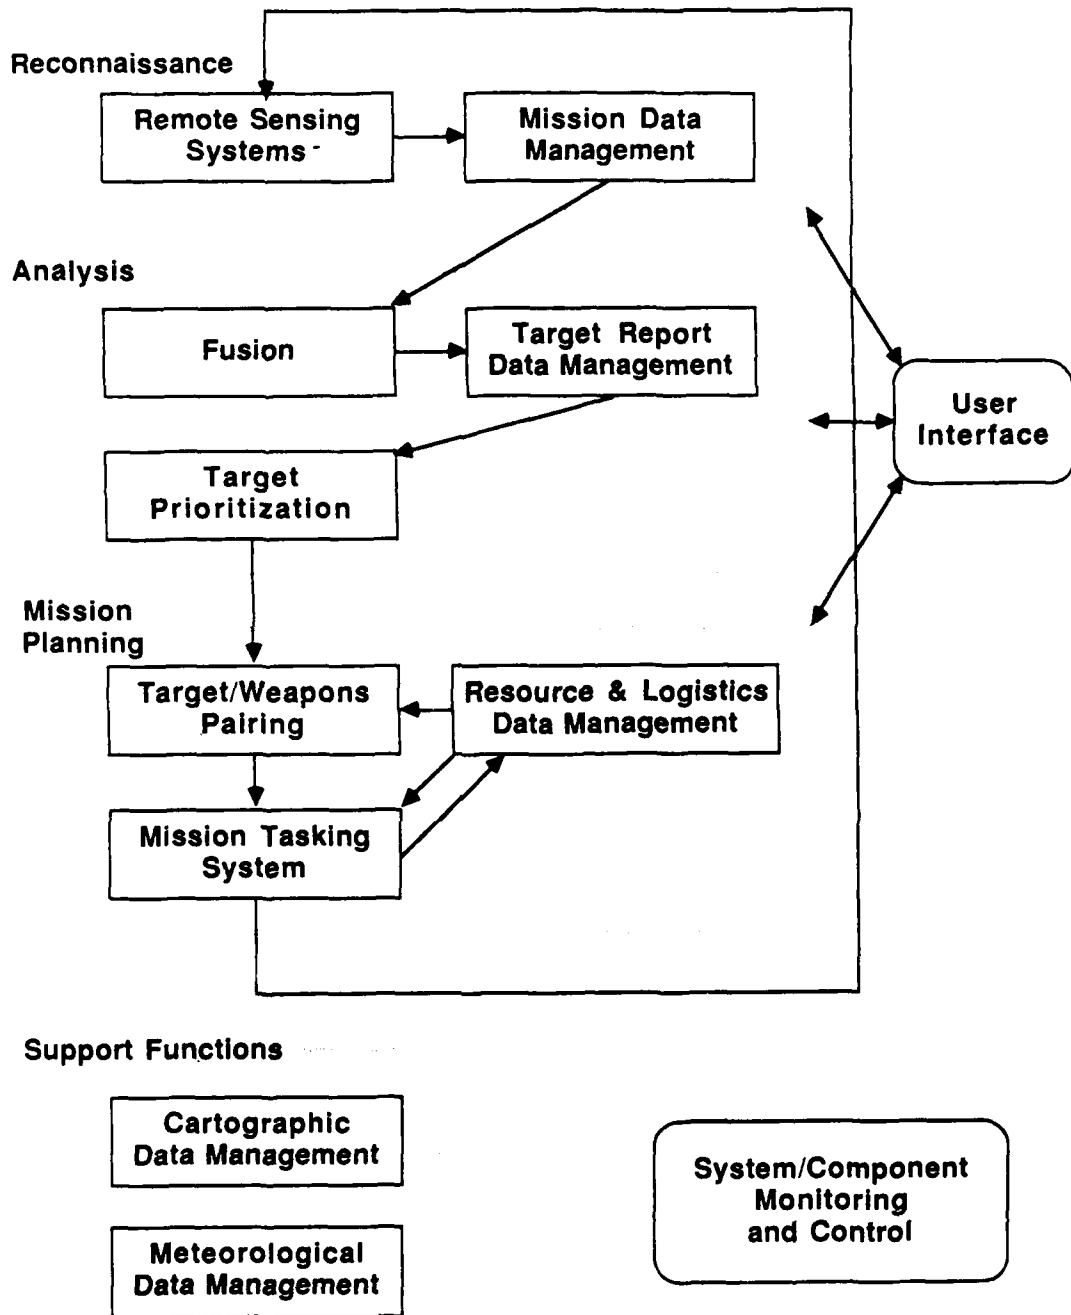 Reconnaissance
Remote Sensing
Systems
Mission Data
Management
Analysis
Fusion
Target Report
Data Management
User
Interface
Target
Prioritization
Mission
Planning
Target/Weapons
Pairing
Resource & Logistics
Data Management
Mission Tasking
System
Support Functions
Cartographic
Data Management
System/Component
Monitoring
and Control
Meteorological
Data Management